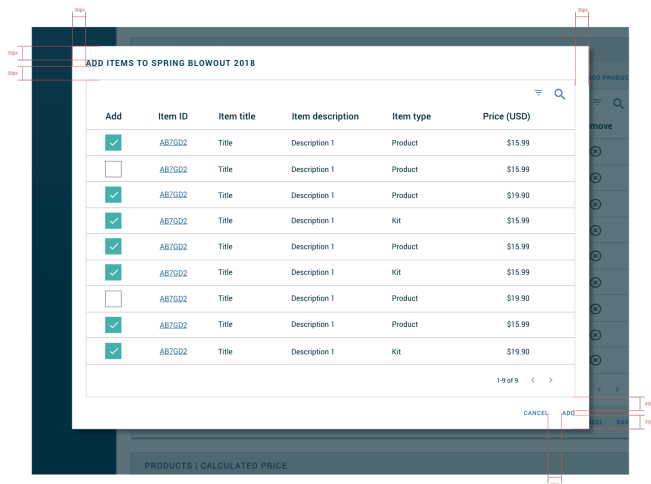 30px
30px
30px
ADD ITEMS TO SPRING BLOWOUT 2018
30px
ADD PRODUC
Add Item ID Item title Item description Item type Price (USD)
emove
AB7GD2 Title Description 1 Product $15.99
AB7GD2 Title Description 1 Product $15.99
AB7GD2 Title Description 1 Product $19.90
AB7GD2 Title Description 1 Kit $15.99
AB7GD2 Title Description 1 Product $15.99
AB7GD2 Title Description 1 Kit $15.99
AB7GD2 Title Description 1 Product $19.90
AB7GD2 Title Description 1 Product $15.99
AB7GD2 Title Description 1 Kit $19.90
1-9 of 9
CANCEL ADD
CEL SAV
PRODUCTS | CALCULATED PRICE